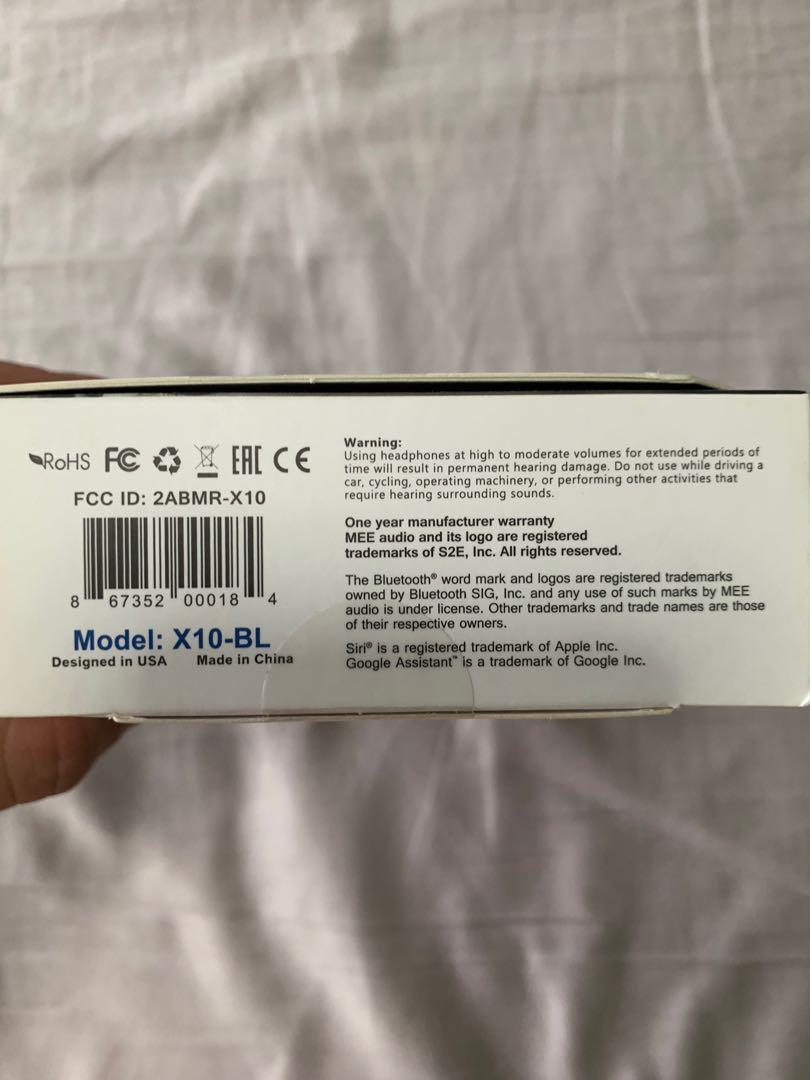 RoHS FC EAC CE
FCC ID: 2ABMR-X10
8 67352 00018 4
Model: X10-BL
Designed in USA Made in China
Warning:
Using headphones at high to moderate volumes for extended periods of
time will result in permanent hearing damage. Do not use while driving a
car, cycling, operating machinery, or performing other activities that
require hearing surrounding sounds.
One year manufacturer warranty
MEE audio and its logo are registered
trademarks of S2E, Inc. All rights reserved.
The Bluetooth® word mark and logos are registered trademarks
owned by Bluetooth SIG, Inc. and any use of such marks by MEE
audio is under license. Other trademarks and trade names are those
of their respective owners.
Siri® is a registered trademark of Apple Inc.
Google Assistant™ is a trademark of Google Inc.